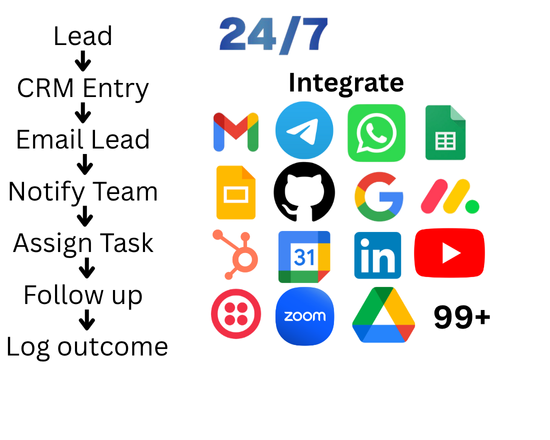 Lead
CRM Entry
Email Lead
Notify Team
Assign Task
Follow up
Log outcome
24/7
Integrate
31
in
zoom
99+